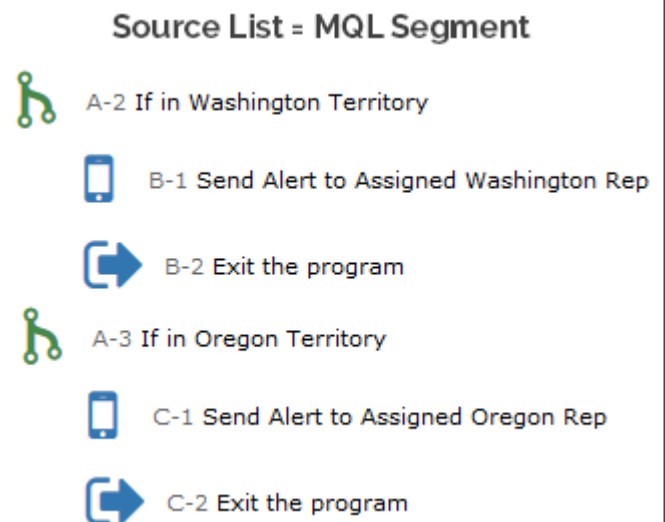 Source List = MQL Segment
A-2 If in Washington Territory
B-1 Send Alert to Assigned Washington Rep
B-2 Exit the program
A-3 If in Oregon Territory
C-1 Send Alert to Assigned Oregon Rep
C-2 Exit the program